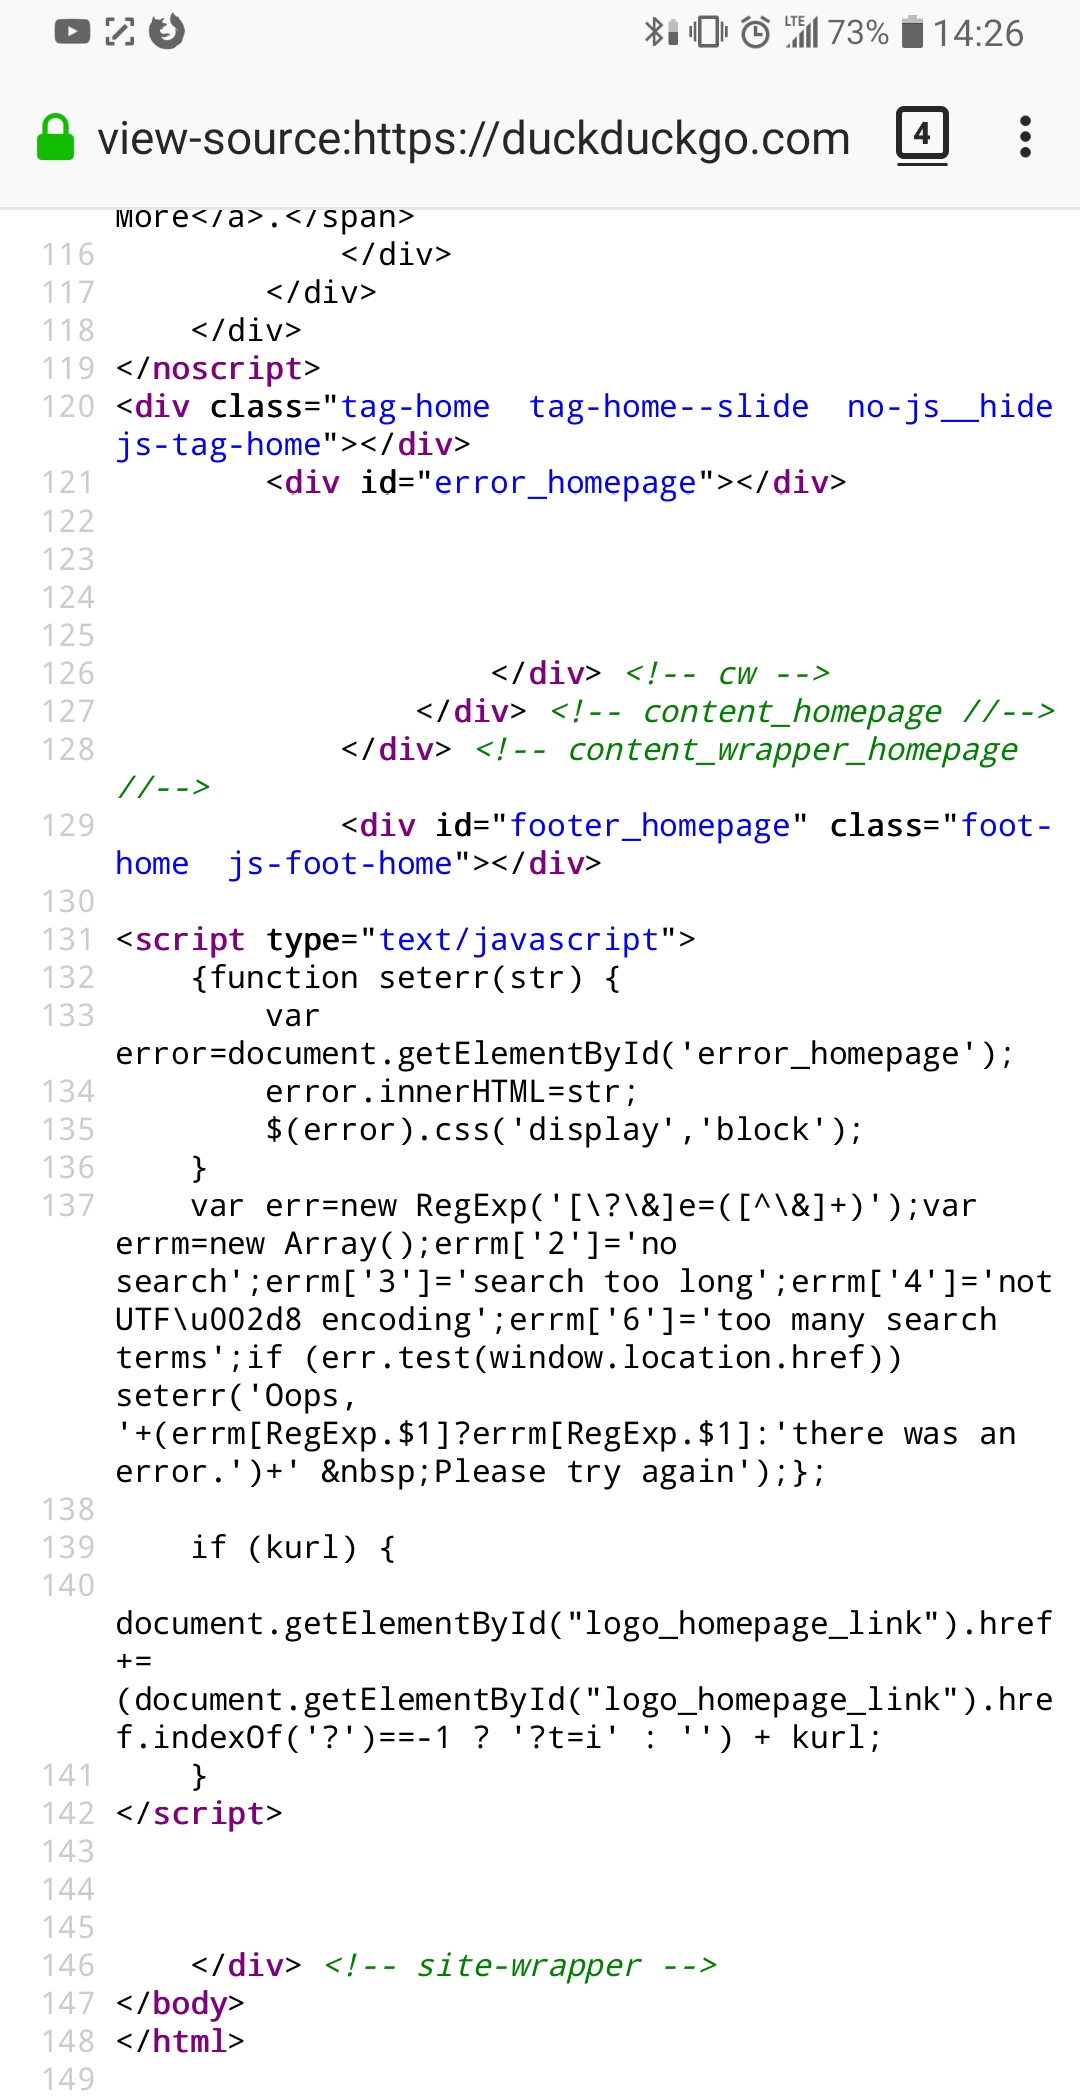 LTE 73% 14:26
view-source:https://duckduckgo.com 4
More</a>.</span>
116 </div>
117 </div>
118 </div>
119 </noscript>
120 <div class="tag-home  tag-home--slide  no-js__hide
js-tag-home"></div>
121 <div id="error_homepage"></div>
122
123
124
125
126 </div> <!-- cw -->
127 </div> <!-- content_homepage //-->
128 </div> <!-- content_wrapper_homepage
//-->
129 <div id="footer_homepage" class="foot-
home  js-foot-home"></div>
130
131 <script type="text/javascript">
132 {function seterr(str) {
133 var
error=document.getElementById('error_homepage');
134 error.innerHTML=str;
135 $(error).css('display','block');
136 }
137 var err=new RegExp('[\?\&]e=([^\&]+)');var
errm=new Array();errm['2']='no
search';errm['3']='search too long';errm['4']='not
UTF\u002d8 encoding';errm['6']='too many search
terms';if (err.test(window.location.href))
seterr('Oops,
'+(errm[RegExp.$1]?errm[RegExp.$1]:'there was an
error.')+' &nbsp;Please try again');};
138
139 if (kurl) {
140
document.getElementById("logo_homepage_link").href
+=
(document.getElementById("logo_homepage_link").hre
f.indexOf('?')==-1 ? '?t=i' : '') + kurl;
141 }
142 </script>
143
144
145
146 </div> <!-- site-wrapper -->
147 </body>
148 </html>
149